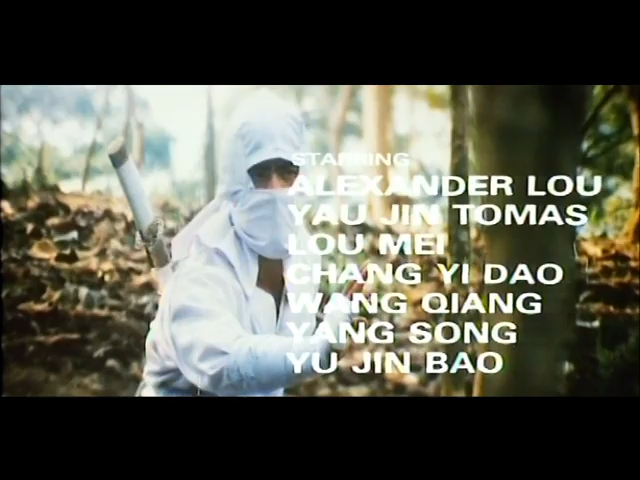 STARRING
ALEXANDER LOU
YAU JIN TOMAS
LOU MEI
CHANG YI DAO
WANG QIANG
YANG SONG
YU JIN BAO